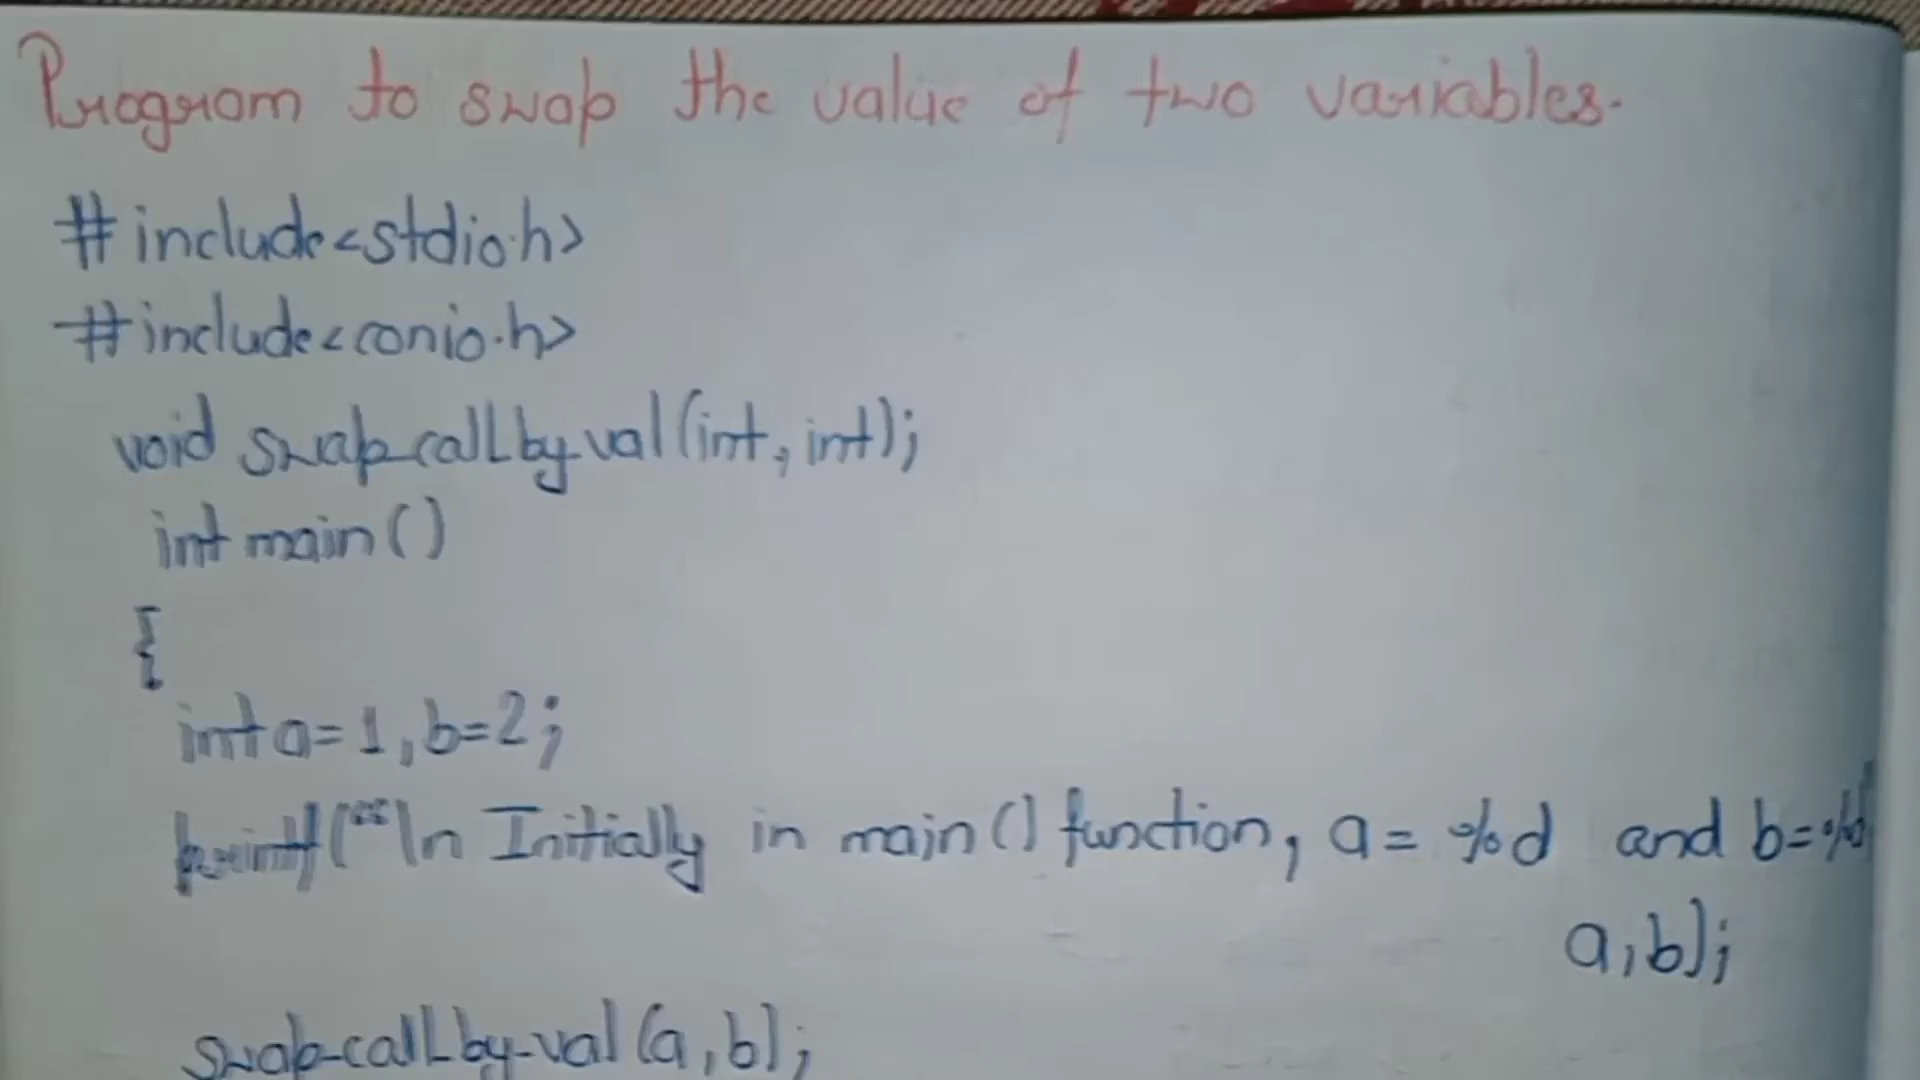 Program to swap the value of two variables.
#include<stdio.h>
#include<conio.h>
void swap_call_by_val(int, int);
int main()
{
int a=1, b=2;
printf("\n Initially in main() function, a = %d and b=%d
a,b);
swap_call_by_val(a,b);